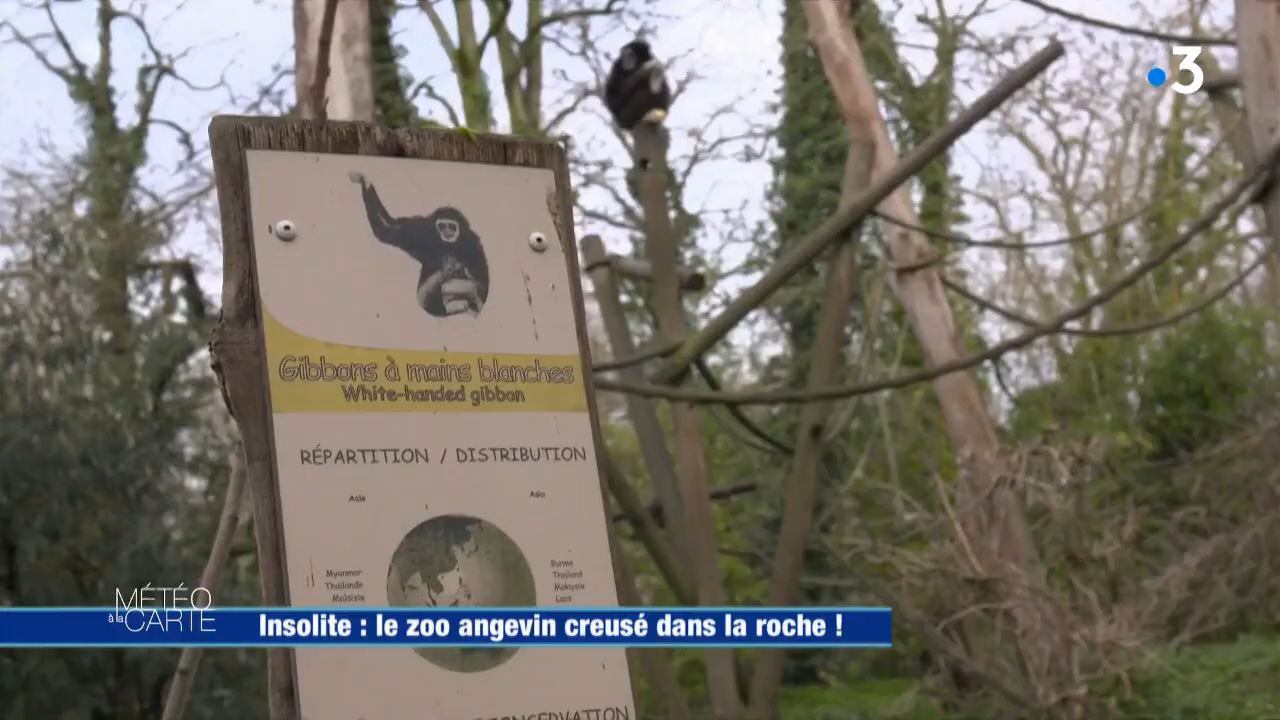 3
Gibbons à mains blanches
White-handed gibbon
RÉPARTITION / DISTRIBUTION
Asie
Asia
Myanmar
Thaïlande
Malaisie
Burma
Thailand
Malaysia
Laos
MÉTÉO
à la CARTE
Insolite : le zoo angevin creusé dans la roche !
CONSERVATION